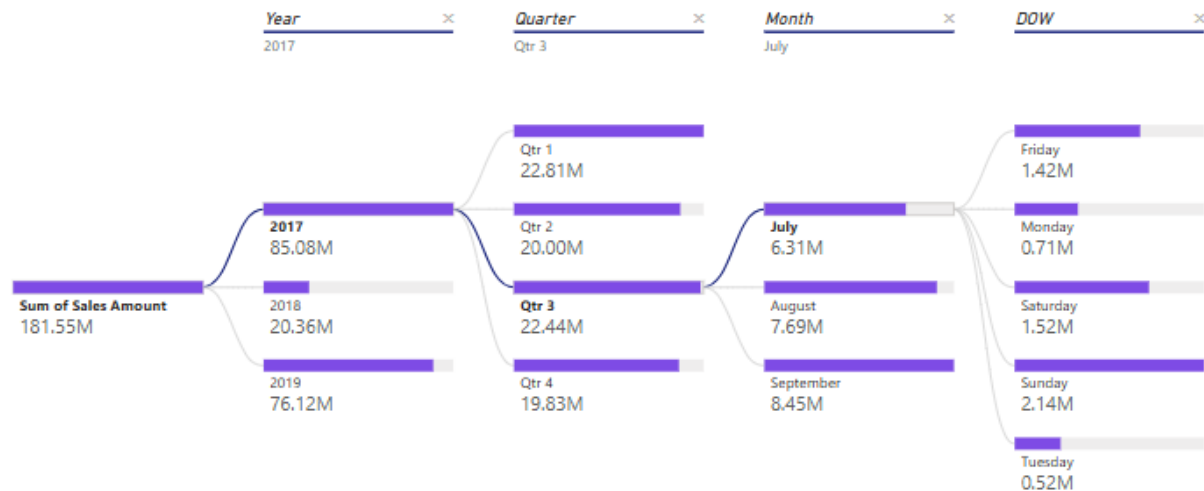 Year × Quarter × Month × DOW ×
2017 Qtr 3 July
Sum of Sales Amount
181.55M
2017
85.08M
2018
20.36M
2019
76.12M
Qtr 1
22.81M
Qtr 2
20.00M
Qtr 3
22.44M
Qtr 4
19.83M
July
6.31M
August
7.69M
September
8.45M
Friday
1.42M
Monday
0.71M
Saturday
1.52M
Sunday
2.14M
Tuesday
0.52M